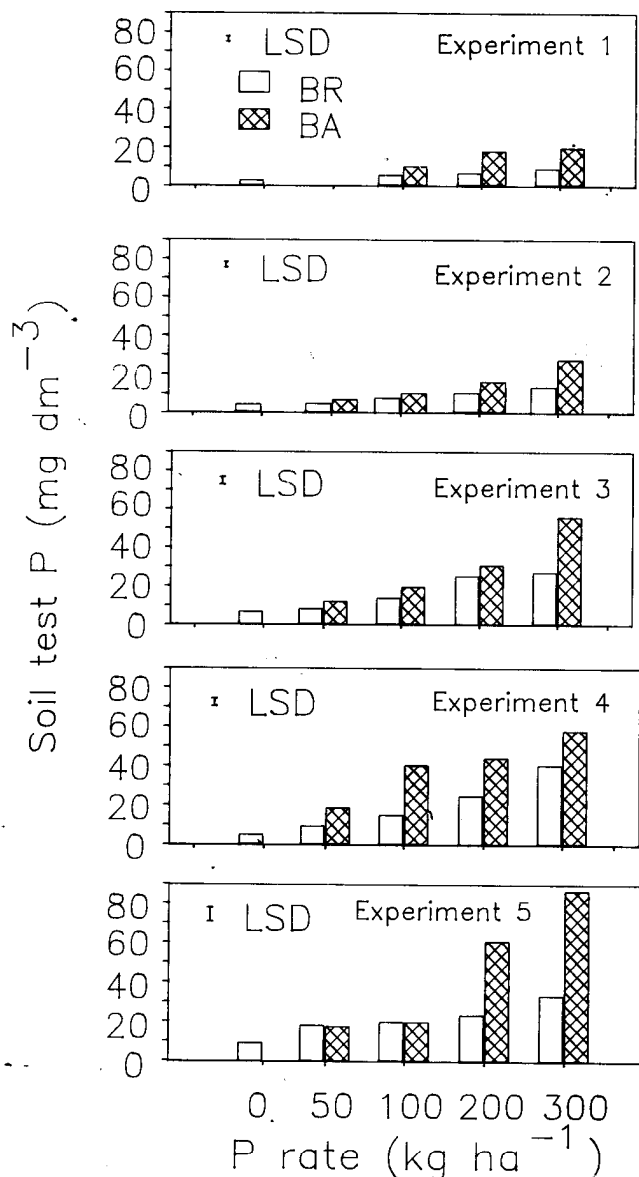 Soil test P (mg dm⁻³)
80
60
40
20
0
LSD
Experiment 1
BR
BA
80
60
40
20
0
LSD
Experiment 2
80
60
40
20
0
LSD
Experiment 3
80
60
40
20
0
LSD
Experiment 4
80
60
40
20
0
LSD
Experiment 5
0 50 100 200 300
P rate (kg ha⁻¹)